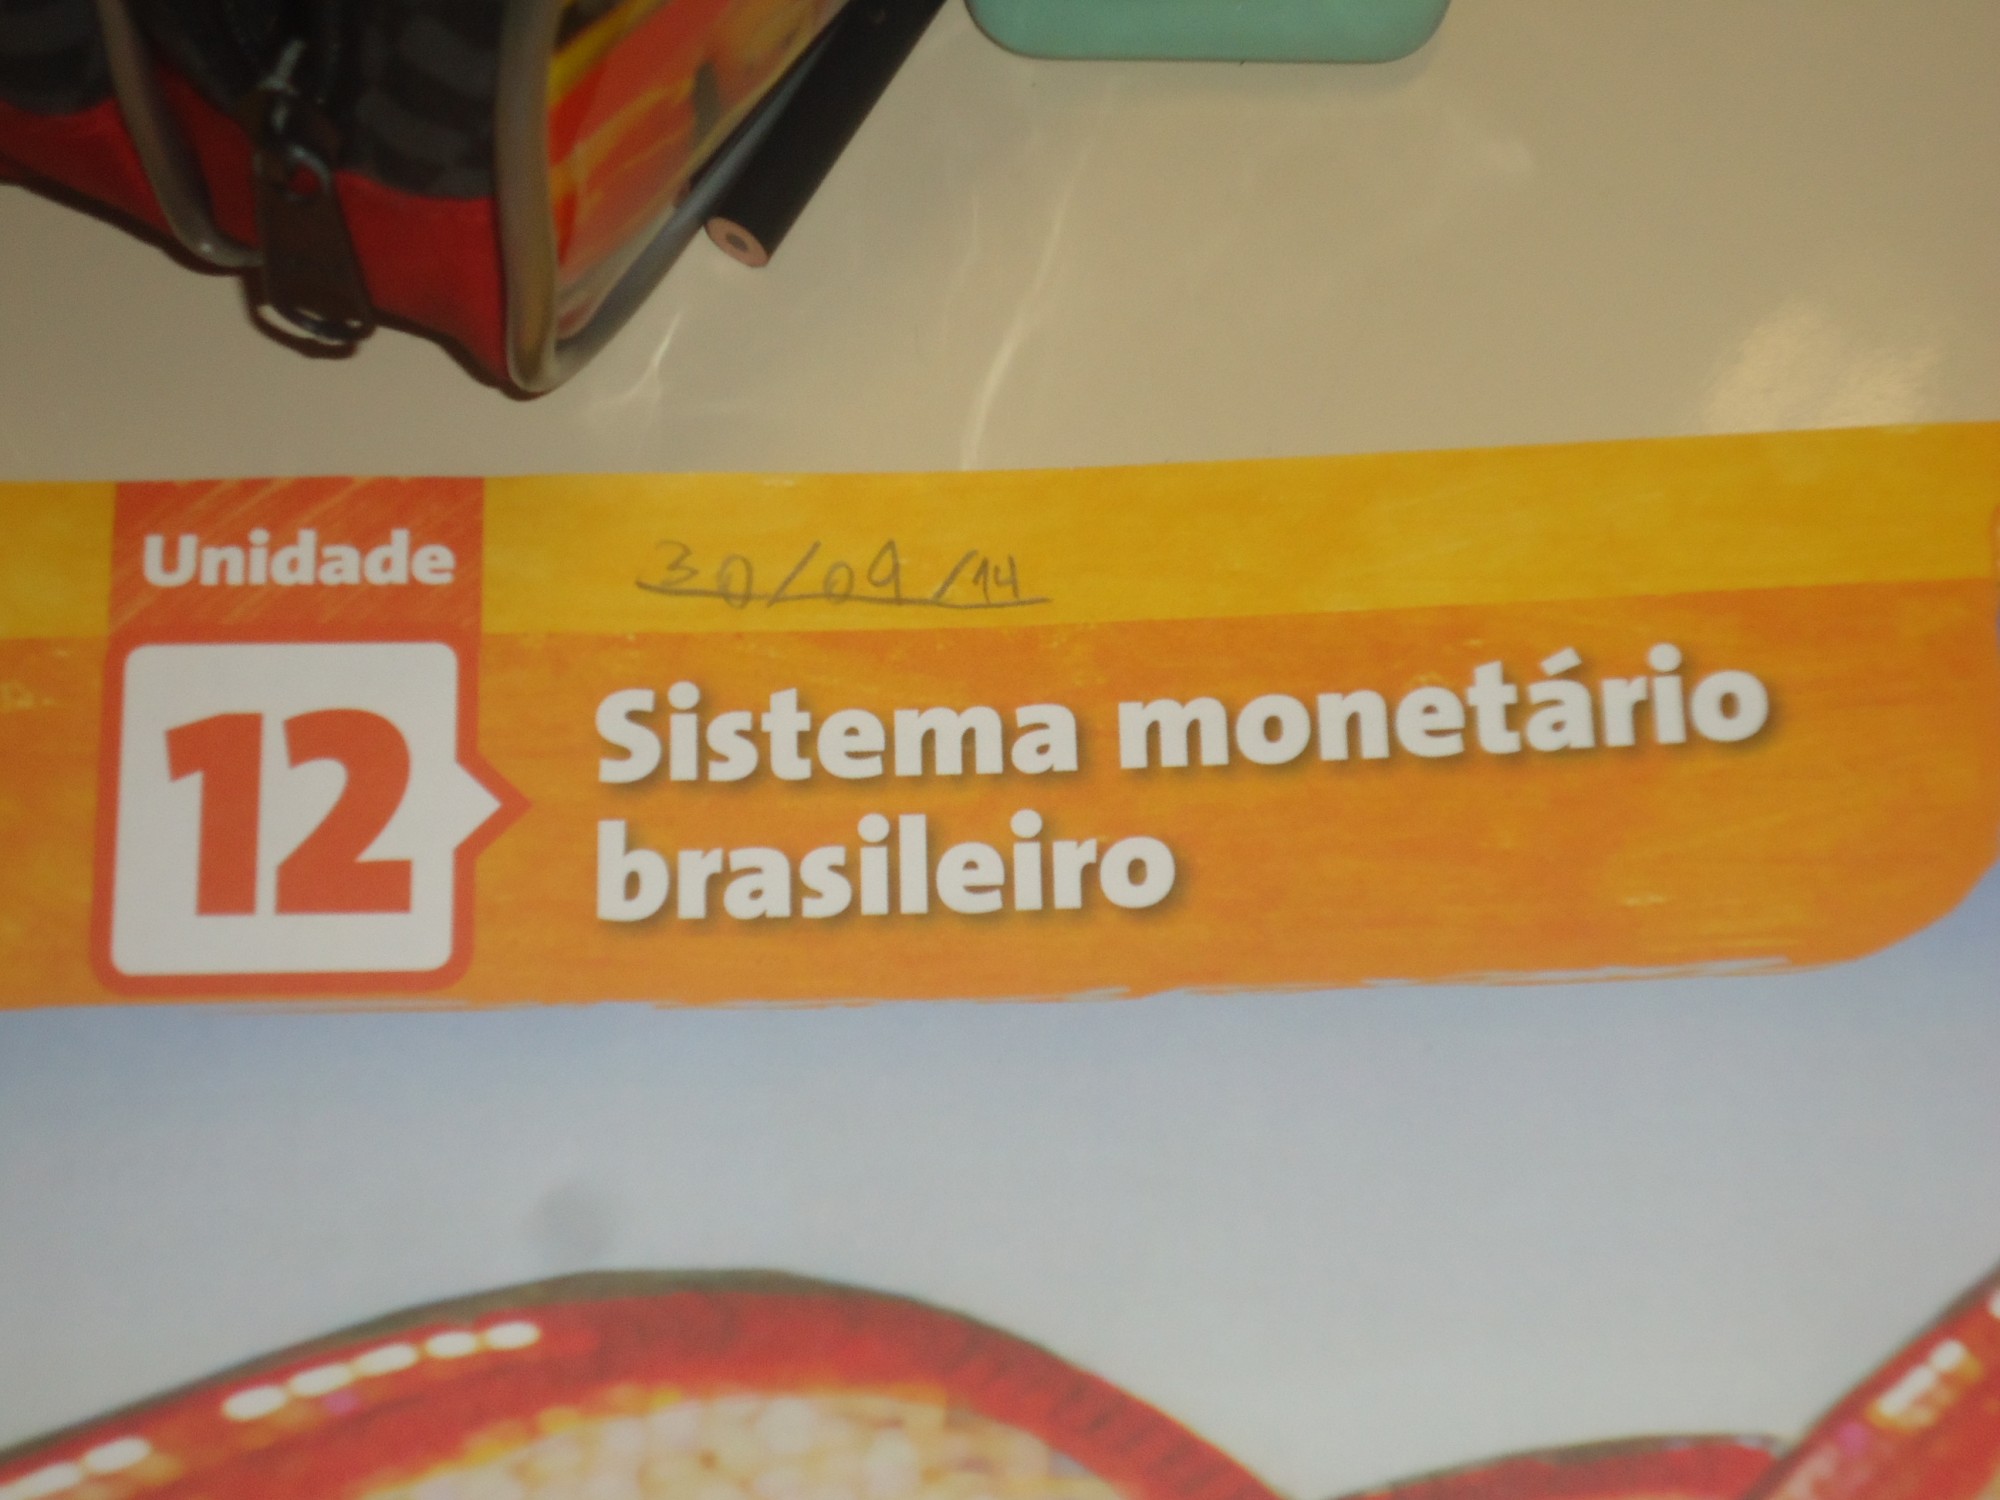 Unidade
30/09/14
12
Sistema monetário
brasileiro